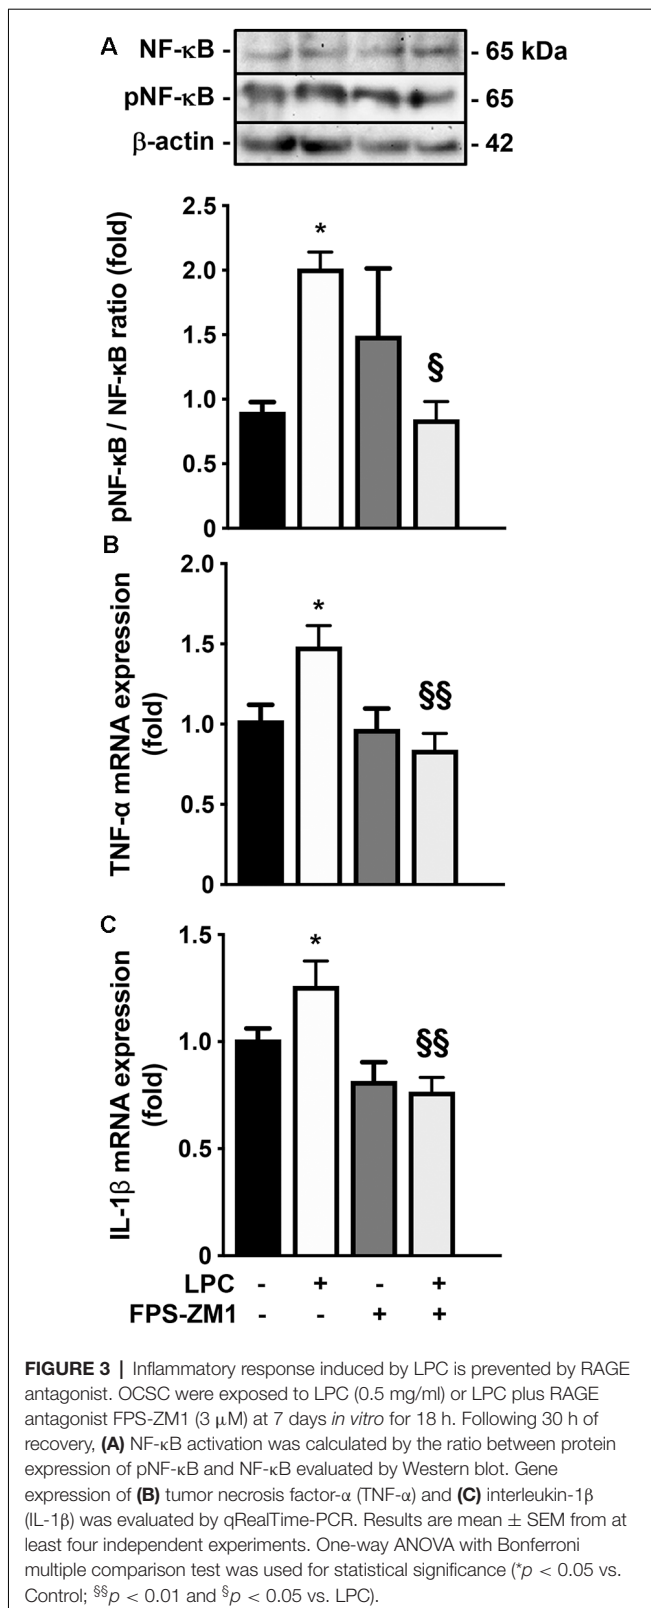 A
NF-κB - - 65 kDa
pNF-κB - - 65
β-actin - - 42
pNF-κB / NF-κB ratio (fold)
2.5
2.0
1.5
1.0
0.5
0
*
§
B
TNF-α mRNA expression
(fold)
2.0
1.5
1.0
0.5
0
*
§§
C
IL-1β mRNA expression
(fold)
1.5
1.0
0.5
0
*
§§
LPC - + - +
FPS-ZM1 - - + +
FIGURE 3 | Inflammatory response induced by LPC is prevented by RAGE
antagonist. OCSC were exposed to LPC (0.5 mg/ml) or LPC plus RAGE
antagonist FPS-ZM1 (3 μM) at 7 days in vitro for 18 h. Following 30 h of
recovery, (A) NF-κB activation was calculated by the ratio between protein
expression of pNF-κB and NF-κB evaluated by Western blot. Gene
expression of (B) tumor necrosis factor-α (TNF-α) and (C) interleukin-1β
(IL-1β) was evaluated by qRealTime-PCR. Results are mean ± SEM from at
least four independent experiments. One-way ANOVA with Bonferroni
multiple comparison test was used for statistical significance (*p < 0.05 vs.
Control; §§p < 0.01 and §p < 0.05 vs. LPC).